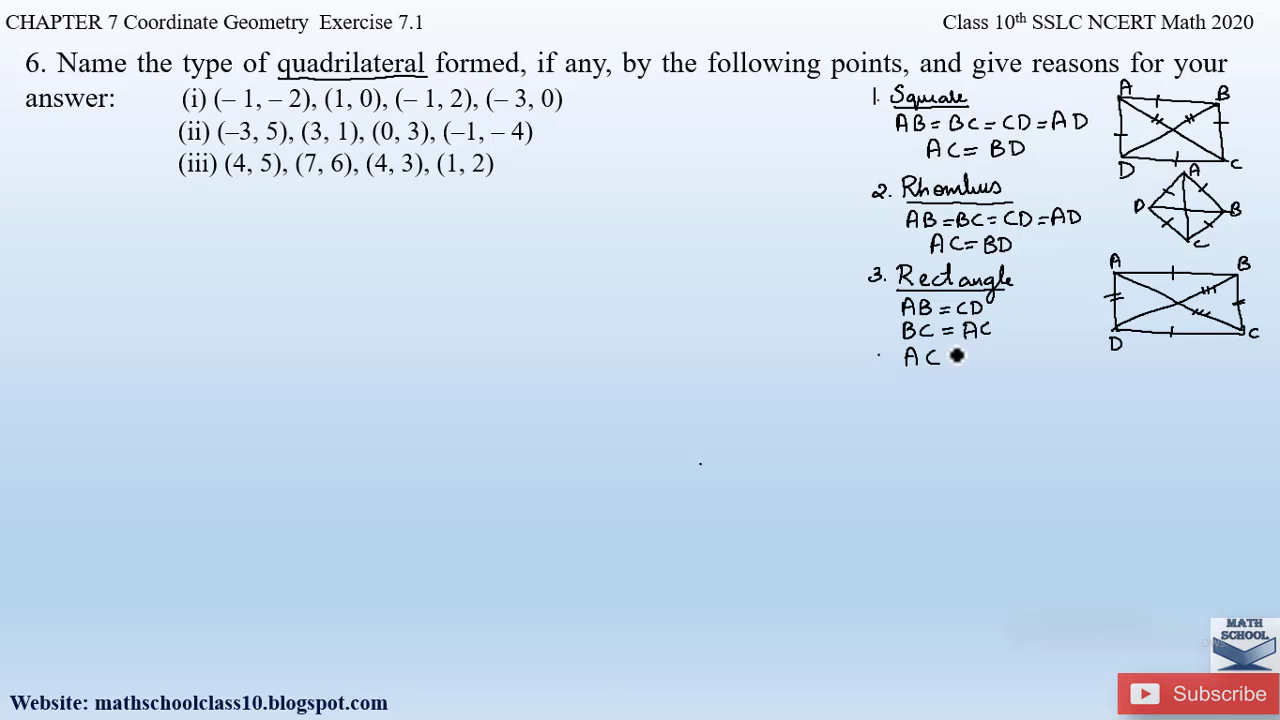 CHAPTER 7 Coordinate Geometry Exercise 7.1
Class 10th SSLC NCERT Math 2020
6. Name the type of quadrilateral formed, if any, by the following points, and give reasons for your
answer: (i) (– 1, – 2), (1, 0), (– 1, 2), (– 3, 0)
(ii) (–3, 5), (3, 1), (0, 3), (–1, – 4)
(iii) (4, 5), (7, 6), (4, 3), (1, 2)
1. Square
AB = BC = CD = AD
AC = BD
A B
D C
2. Rhombus
AB = BC = CD = AD
AC = BD
A
D B
C
3. Rectangle
AB = CD
BC = AC
AC
A B
D C
MATH
SCHOOL
Subscribe
Website: mathschoolclass10.blogspot.com